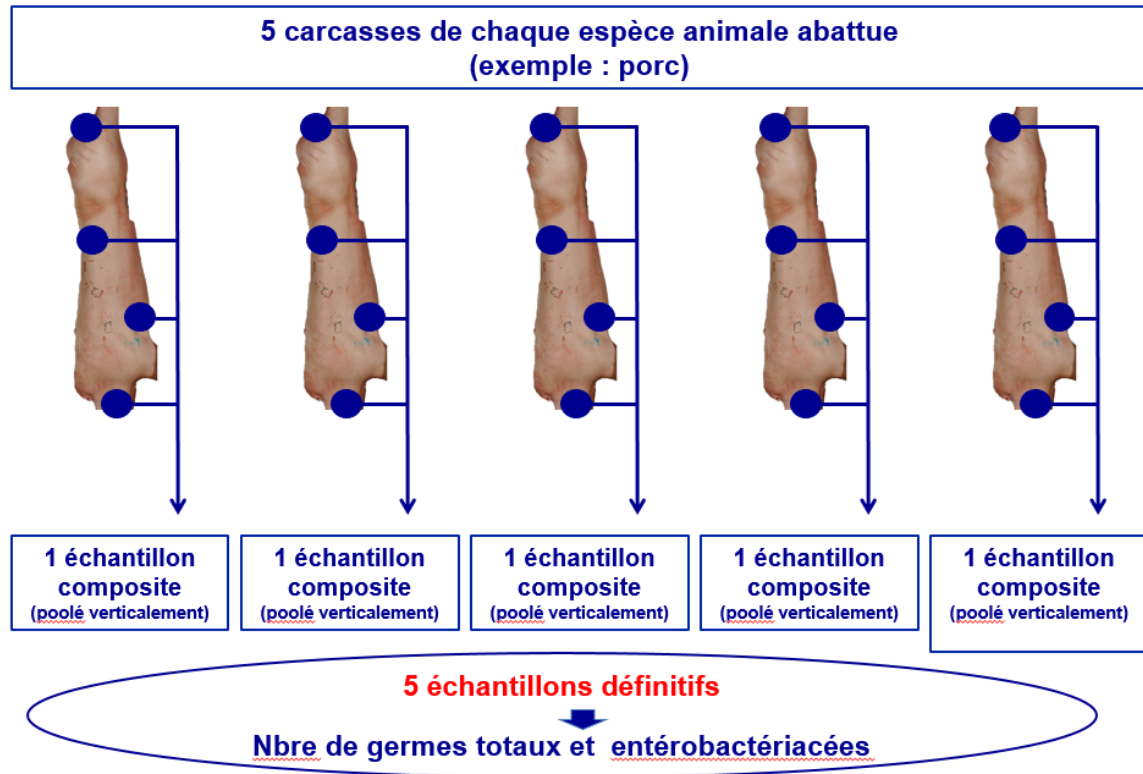 5 carcasses de chaque espèce animale abattue
(exemple : porc)
1 échantillon
composite
(poolé verticalement)
1 échantillon
composite
(poolé verticalement)
1 échantillon
composite
(poolé verticalement)
1 échantillon
composite
(poolé verticalement)
1 échantillon
composite
(poolé verticalement)
5 échantillons définitifs
Nbre de germes totaux et entérobactériacées